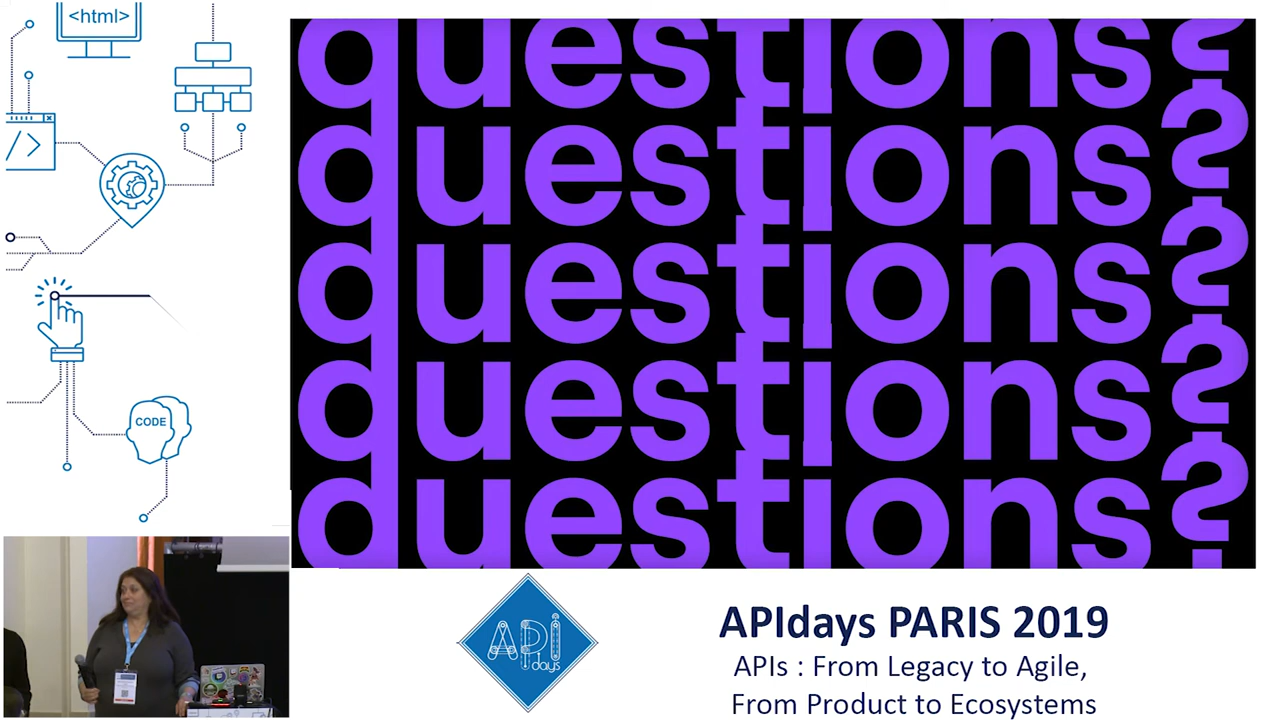 <html>
</>
CODE
questions?
questions?
questions?
questions?
questions?
API
days
APIdays PARIS 2019
APIs : From Legacy to Agile,
From Product to Ecosystems